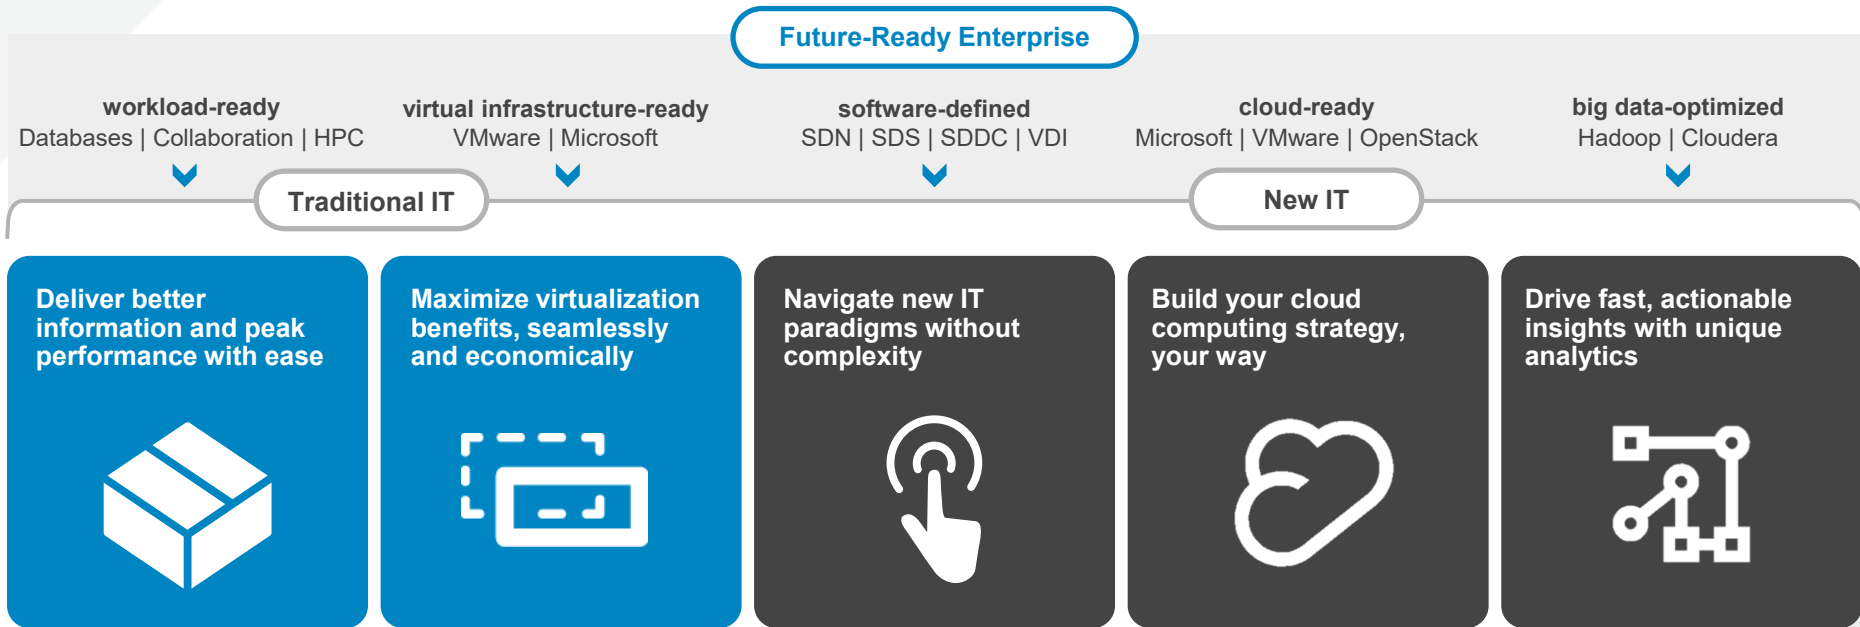 Future-Ready Enterprise
workload-ready
Databases | Collaboration | HPC
virtual infrastructure-ready
VMware | Microsoft
software-defined
SDN | SDS | SDDC | VDI
cloud-ready
Microsoft | VMware | OpenStack
big data-optimized
Hadoop | Cloudera
Traditional IT
New IT
Deliver better
information and peak
performance with ease
Maximize virtualization
benefits, seamlessly
and economically
Navigate new IT
paradigms without
complexity
Build your cloud
computing strategy,
your way
Drive fast, actionable
insights with unique
analytics